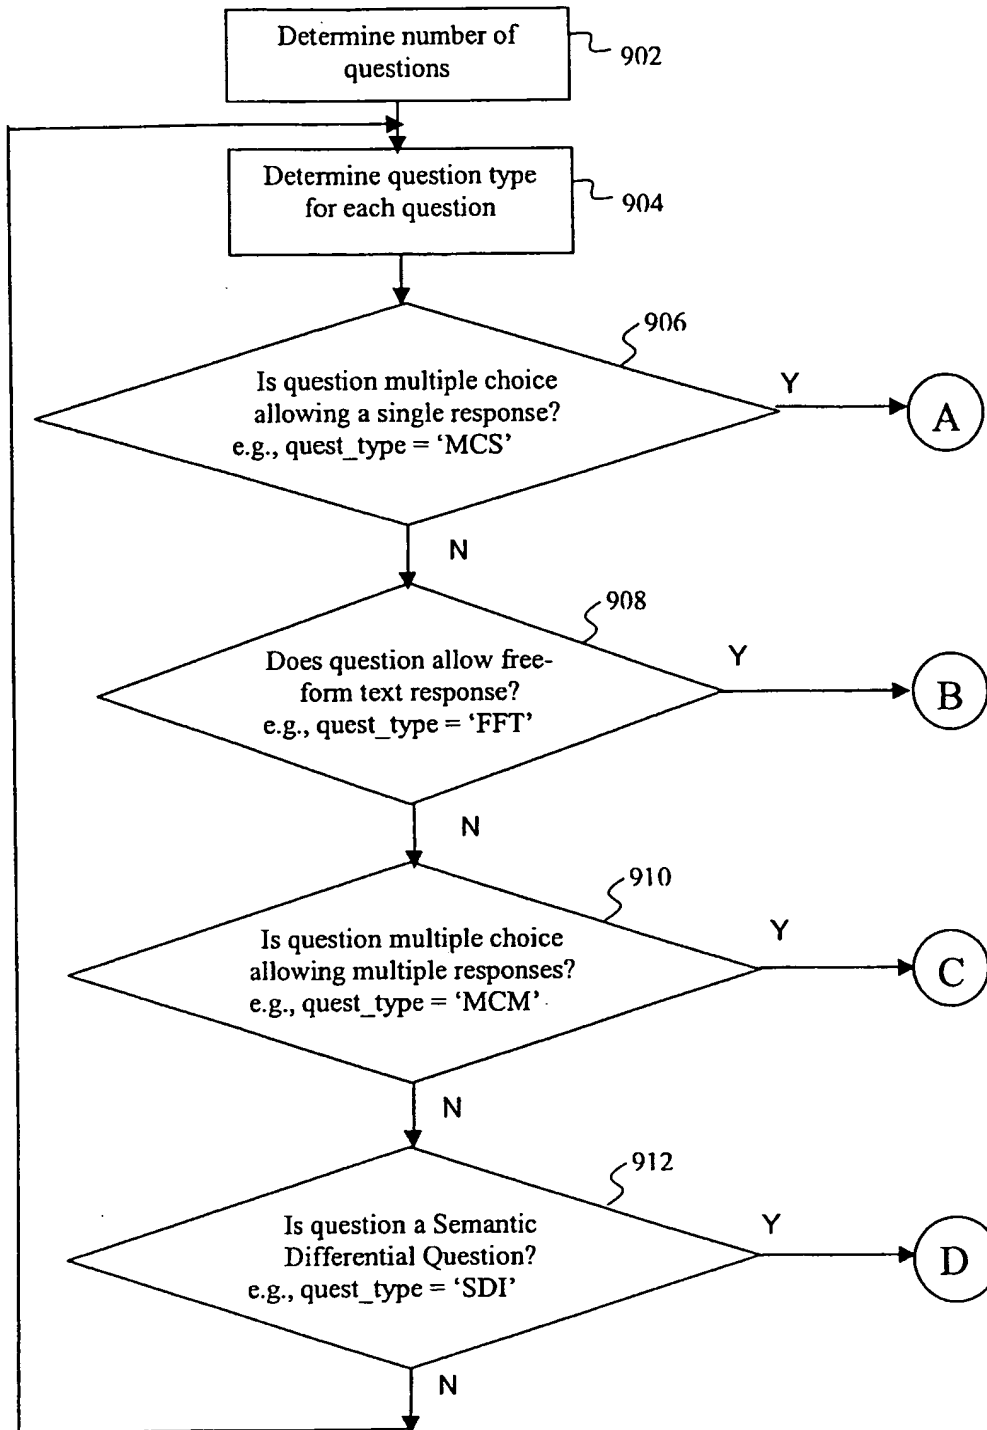 Determine number of
questions
902
Determine question type
for each question
904
906
Is question multiple choice
allowing a single response?
e.g., quest_type = ‘MCS’
Y
A
N
908
Does question allow free-
form text response?
e.g., quest_type = ‘FFT’
Y
B
N
910
Is question multiple choice
allowing multiple responses?
e.g., quest_type = ‘MCM’
Y
C
N
912
Is question a Semantic
Differential Question?
e.g., quest_type = ‘SDI’
Y
D
N